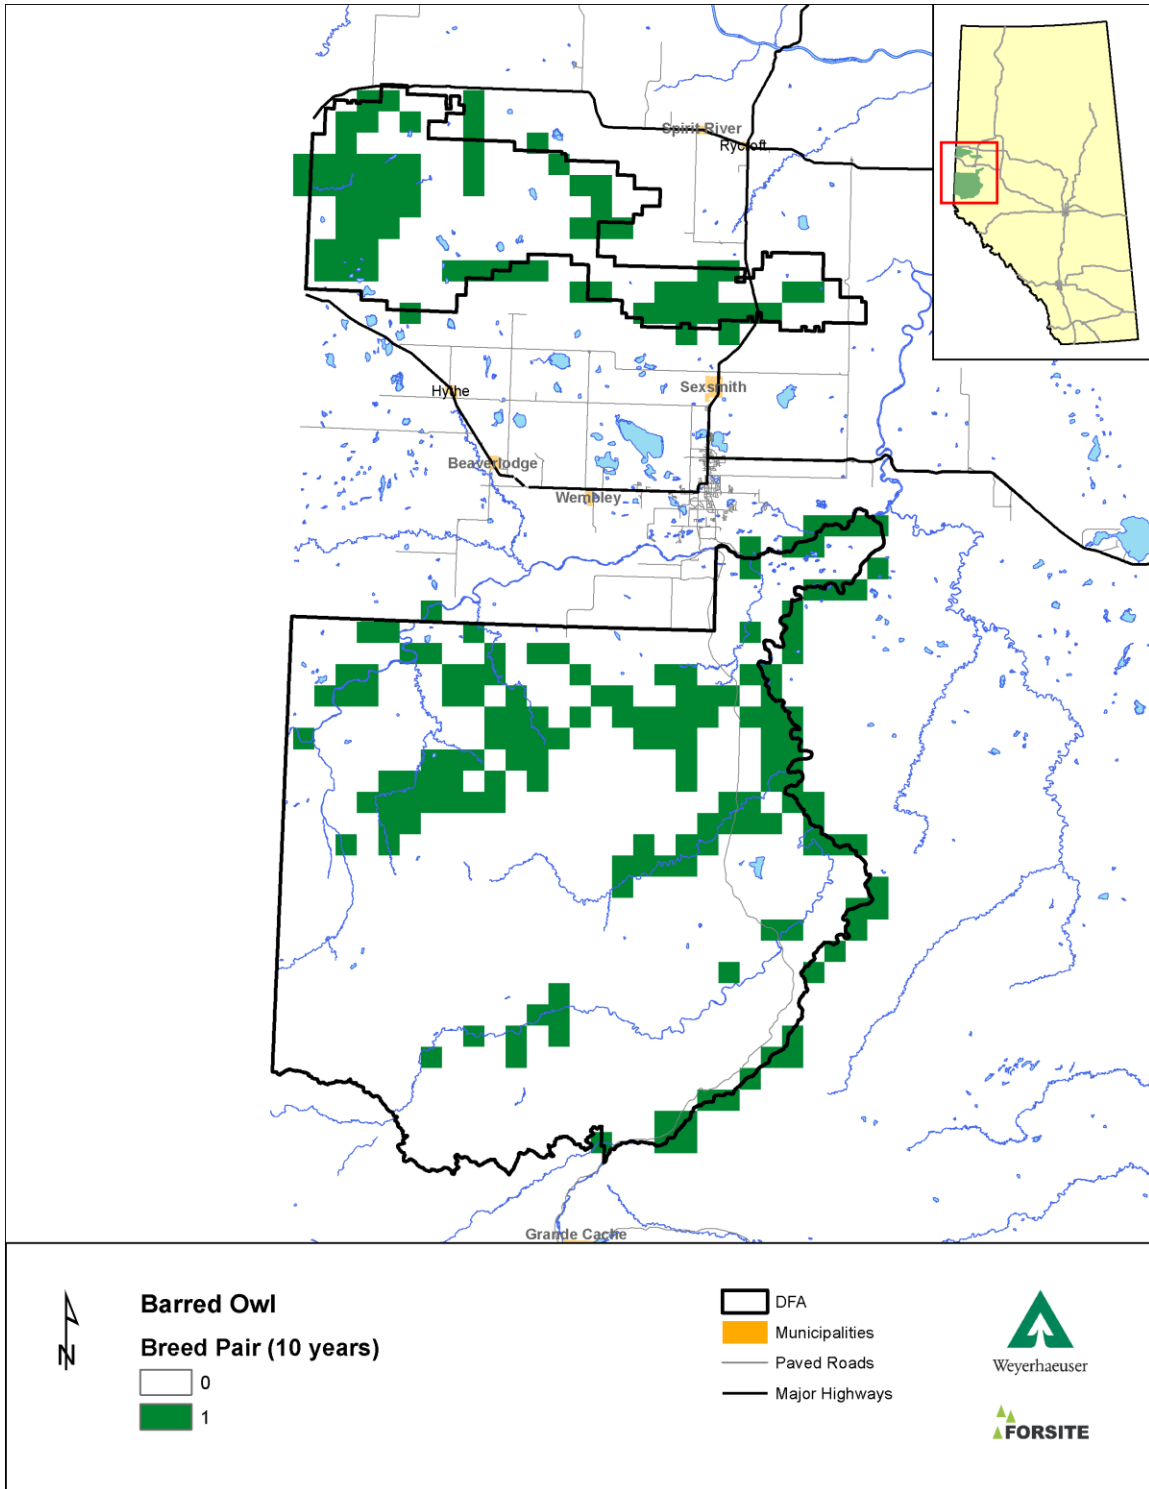 Spirit River
Rycroft
Sexsmith
Hythe
Beaverlodge
Wembley
Grande Cache
N
Barred Owl
Breed Pair (10 years)
0
1
DFA
Municipalities
Paved Roads
Major Highways
Weyerhaeuser
FORSITE